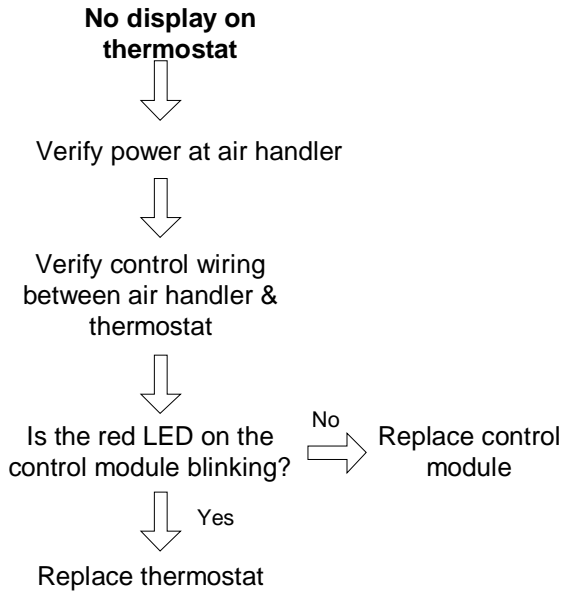 No display on
thermostat
Verify power at air handler
Verify control wiring
between air handler &
thermostat
Is the red LED on the
control module blinking?
No
Replace control
module
Yes
Replace thermostat